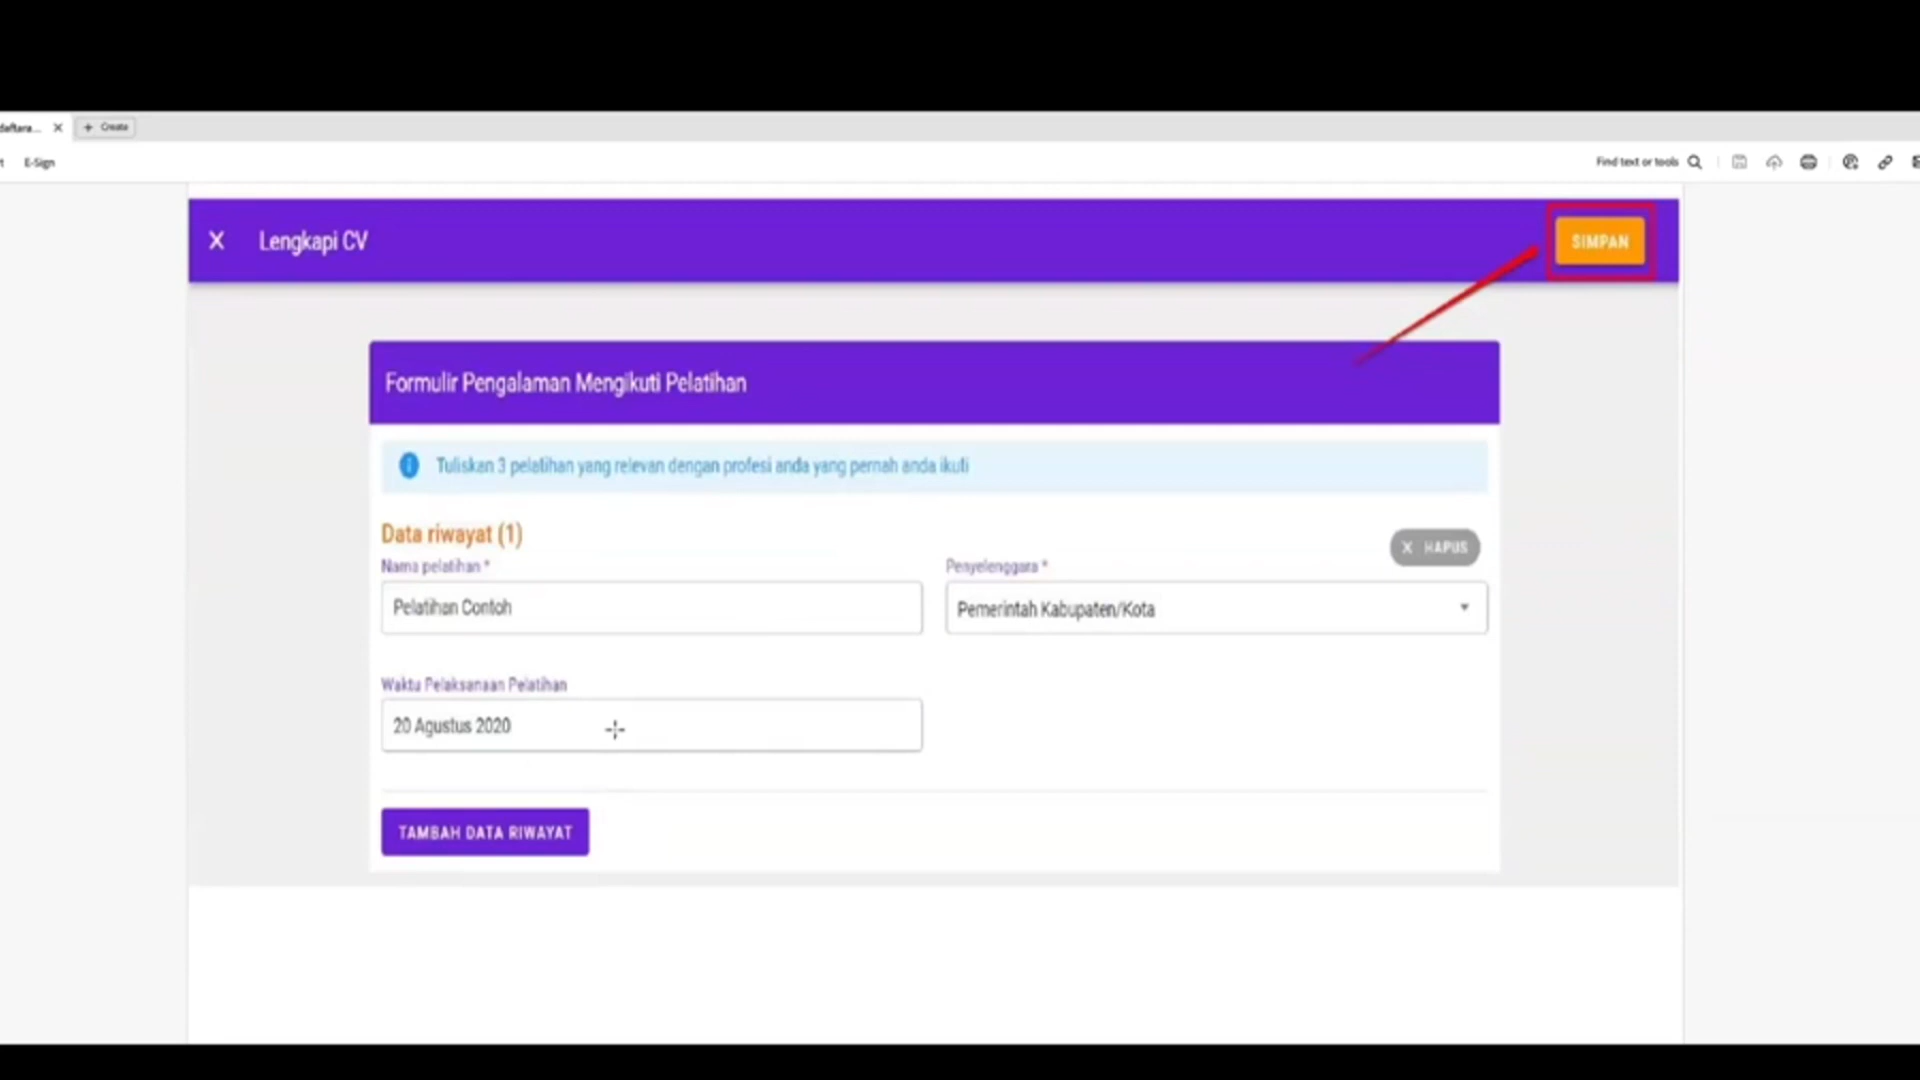 daftara...
Create
E-Sign
Find text or tools
Lengkapi CV
SIMPAN
Formulir Pengalaman Mengikuti Pelatihan
Tuliskan 3 pelatihan yang relevan dengan profesi anda yang pernah anda ikuti
Data riwayat (1)
HAPUS
Nama pelatihan *
Penyelenggara *
Pelatihan Contoh
Pemerintah Kabupaten/Kota
Waktu Pelaksanaan Pelatihan
20 Agustus 2020
TAMBAH DATA RIWAYAT